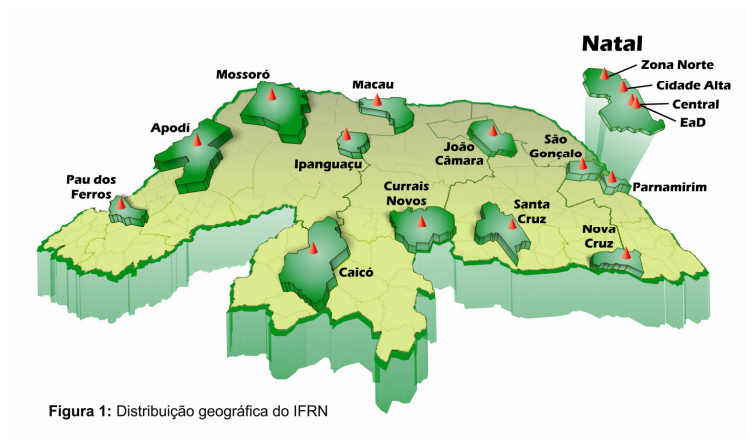 Natal
Zona Norte
Cidade Alta
Central
EaD
Mossoró
Macau
Apodí
Ipanguaçu
João
Câmara
São
Gonçalo
Parnamirim
Pau dos
Ferros
Currais
Novos
Santa
Cruz
Nova
Cruz
Caicó
Figura 1: Distribuição geográfica do IFRN